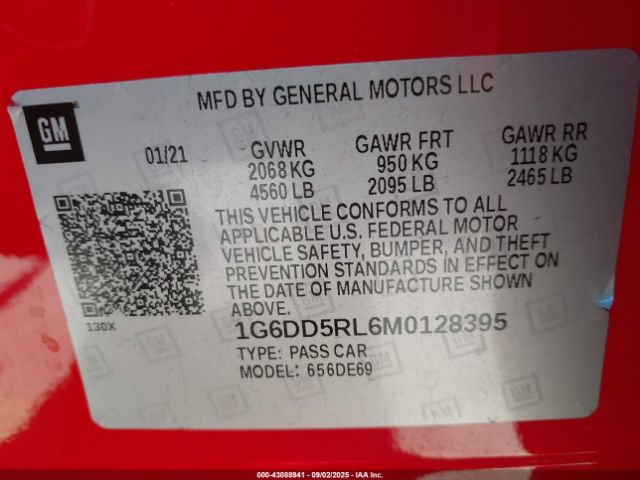 MFD BY GENERAL MOTORS LLC
GM
01/21
GVWR
2068 KG
4560 LB
GAWR FRT
950 KG
2095 LB
GAWR RR
1118 KG
2465 LB
THIS VEHICLE CONFORMS TO ALL
APPLICABLE U.S. FEDERAL MOTOR
VEHICLE SAFETY, BUMPER, AND THEFT
PREVENTION STANDARDS IN EFFECT ON
THE DATE OF MANUFACTURE SHOWN
ABOVE.
130X
1G6DD5RL6M0128395
TYPE: PASS CAR
MODEL: 656DE69
000-43088941 - 09/02/2025 - IAA Inc.